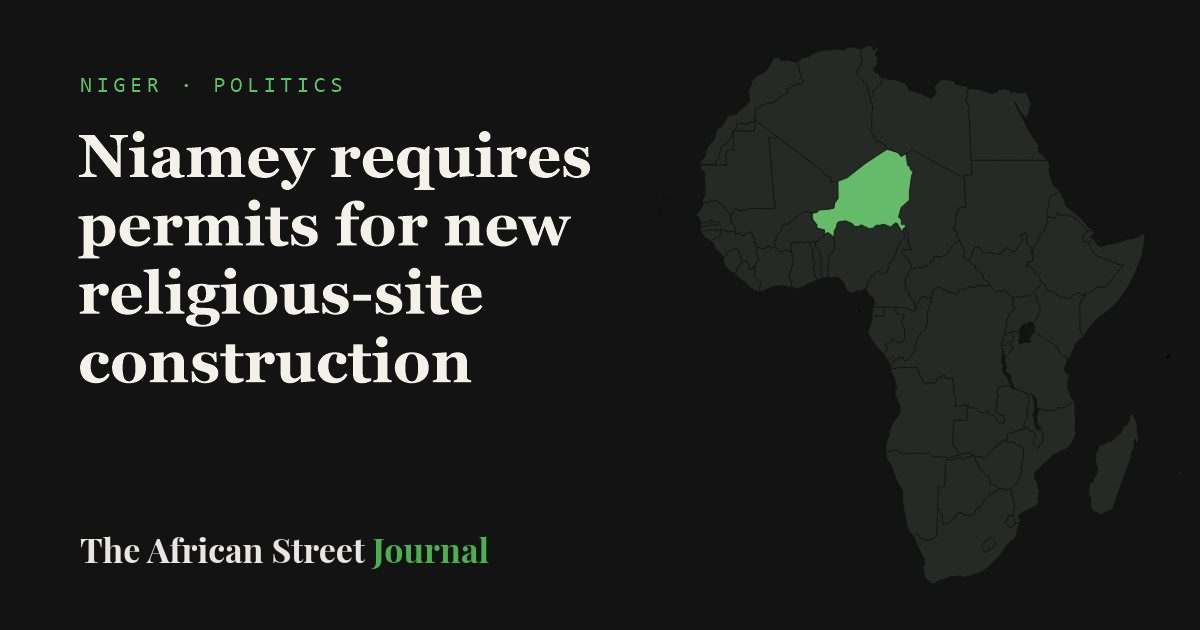 NIGER · POLITICS
Niamey requires
permits for new
religious-site
construction
The African Street Journal